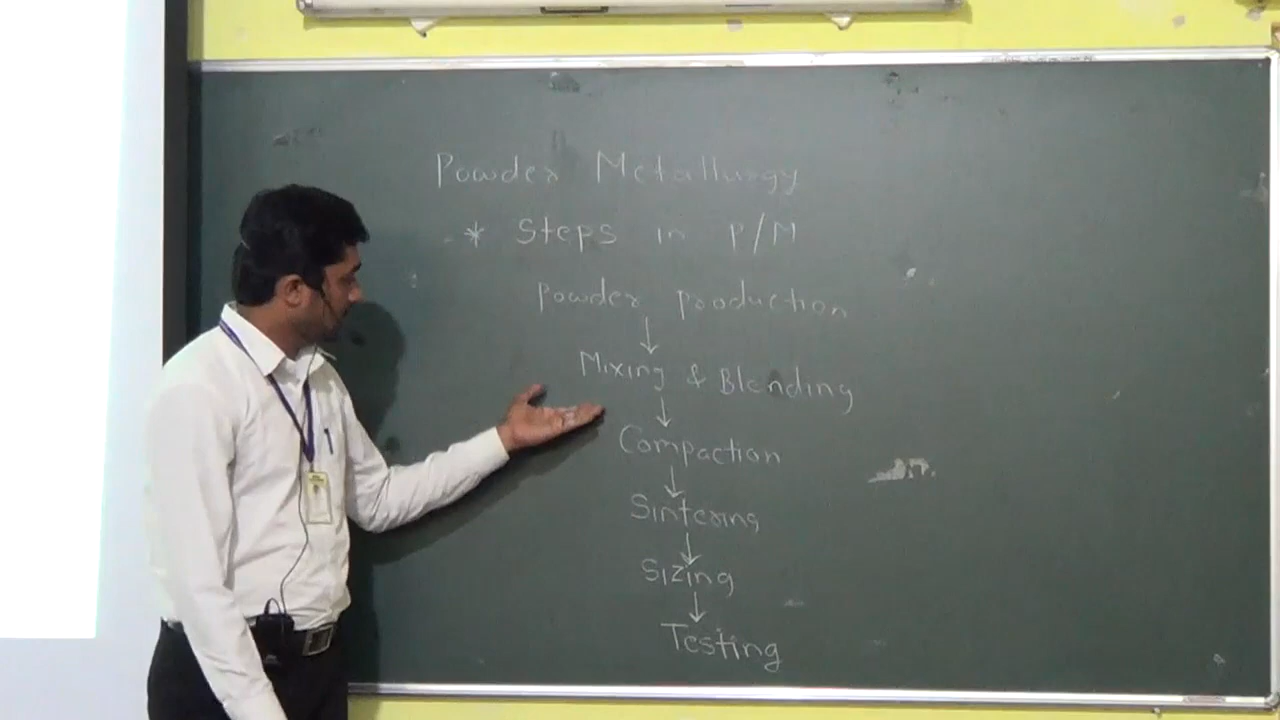 Powder Metallurgy
* Steps in P/M
Powder production
↓
Mixing & Blending
↓
Compaction
↓
Sintering
↓
Sizing
↓
Testing